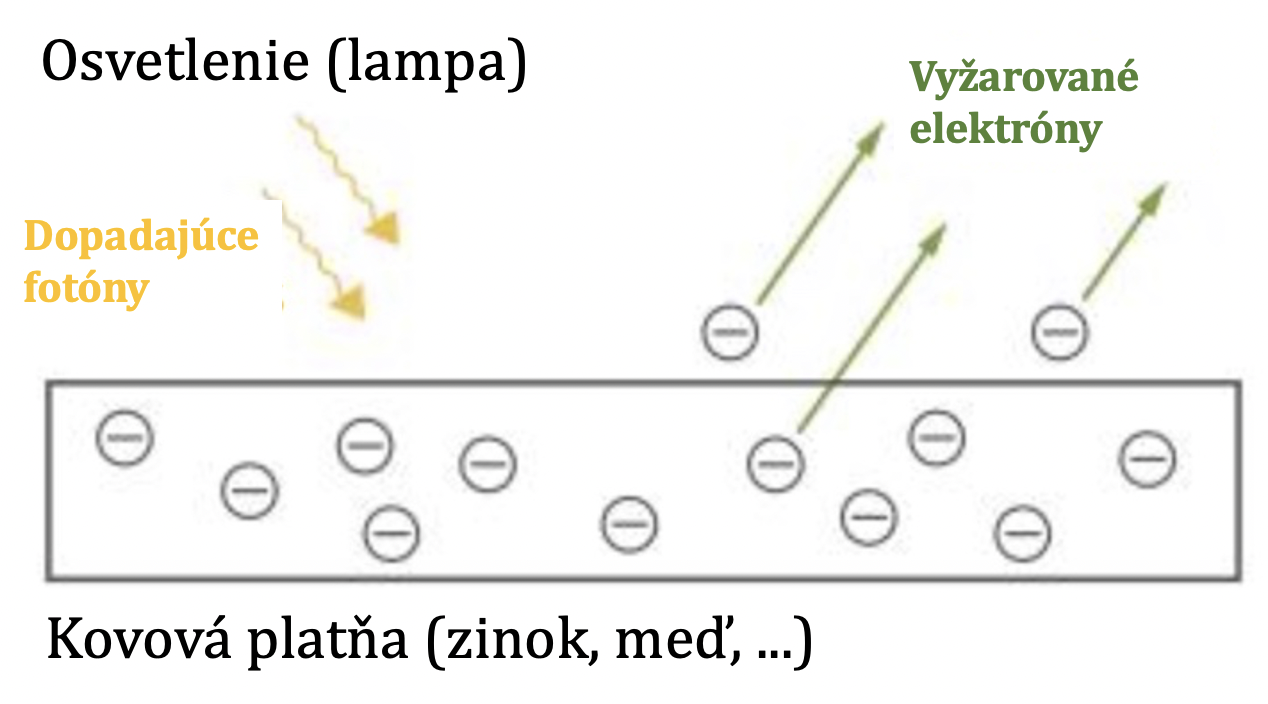 Osvetlenie (lampa)
Vyžarované
elektróny
Dopadajúce
fotóny
Kovová platňa (zinok, meď, ...)